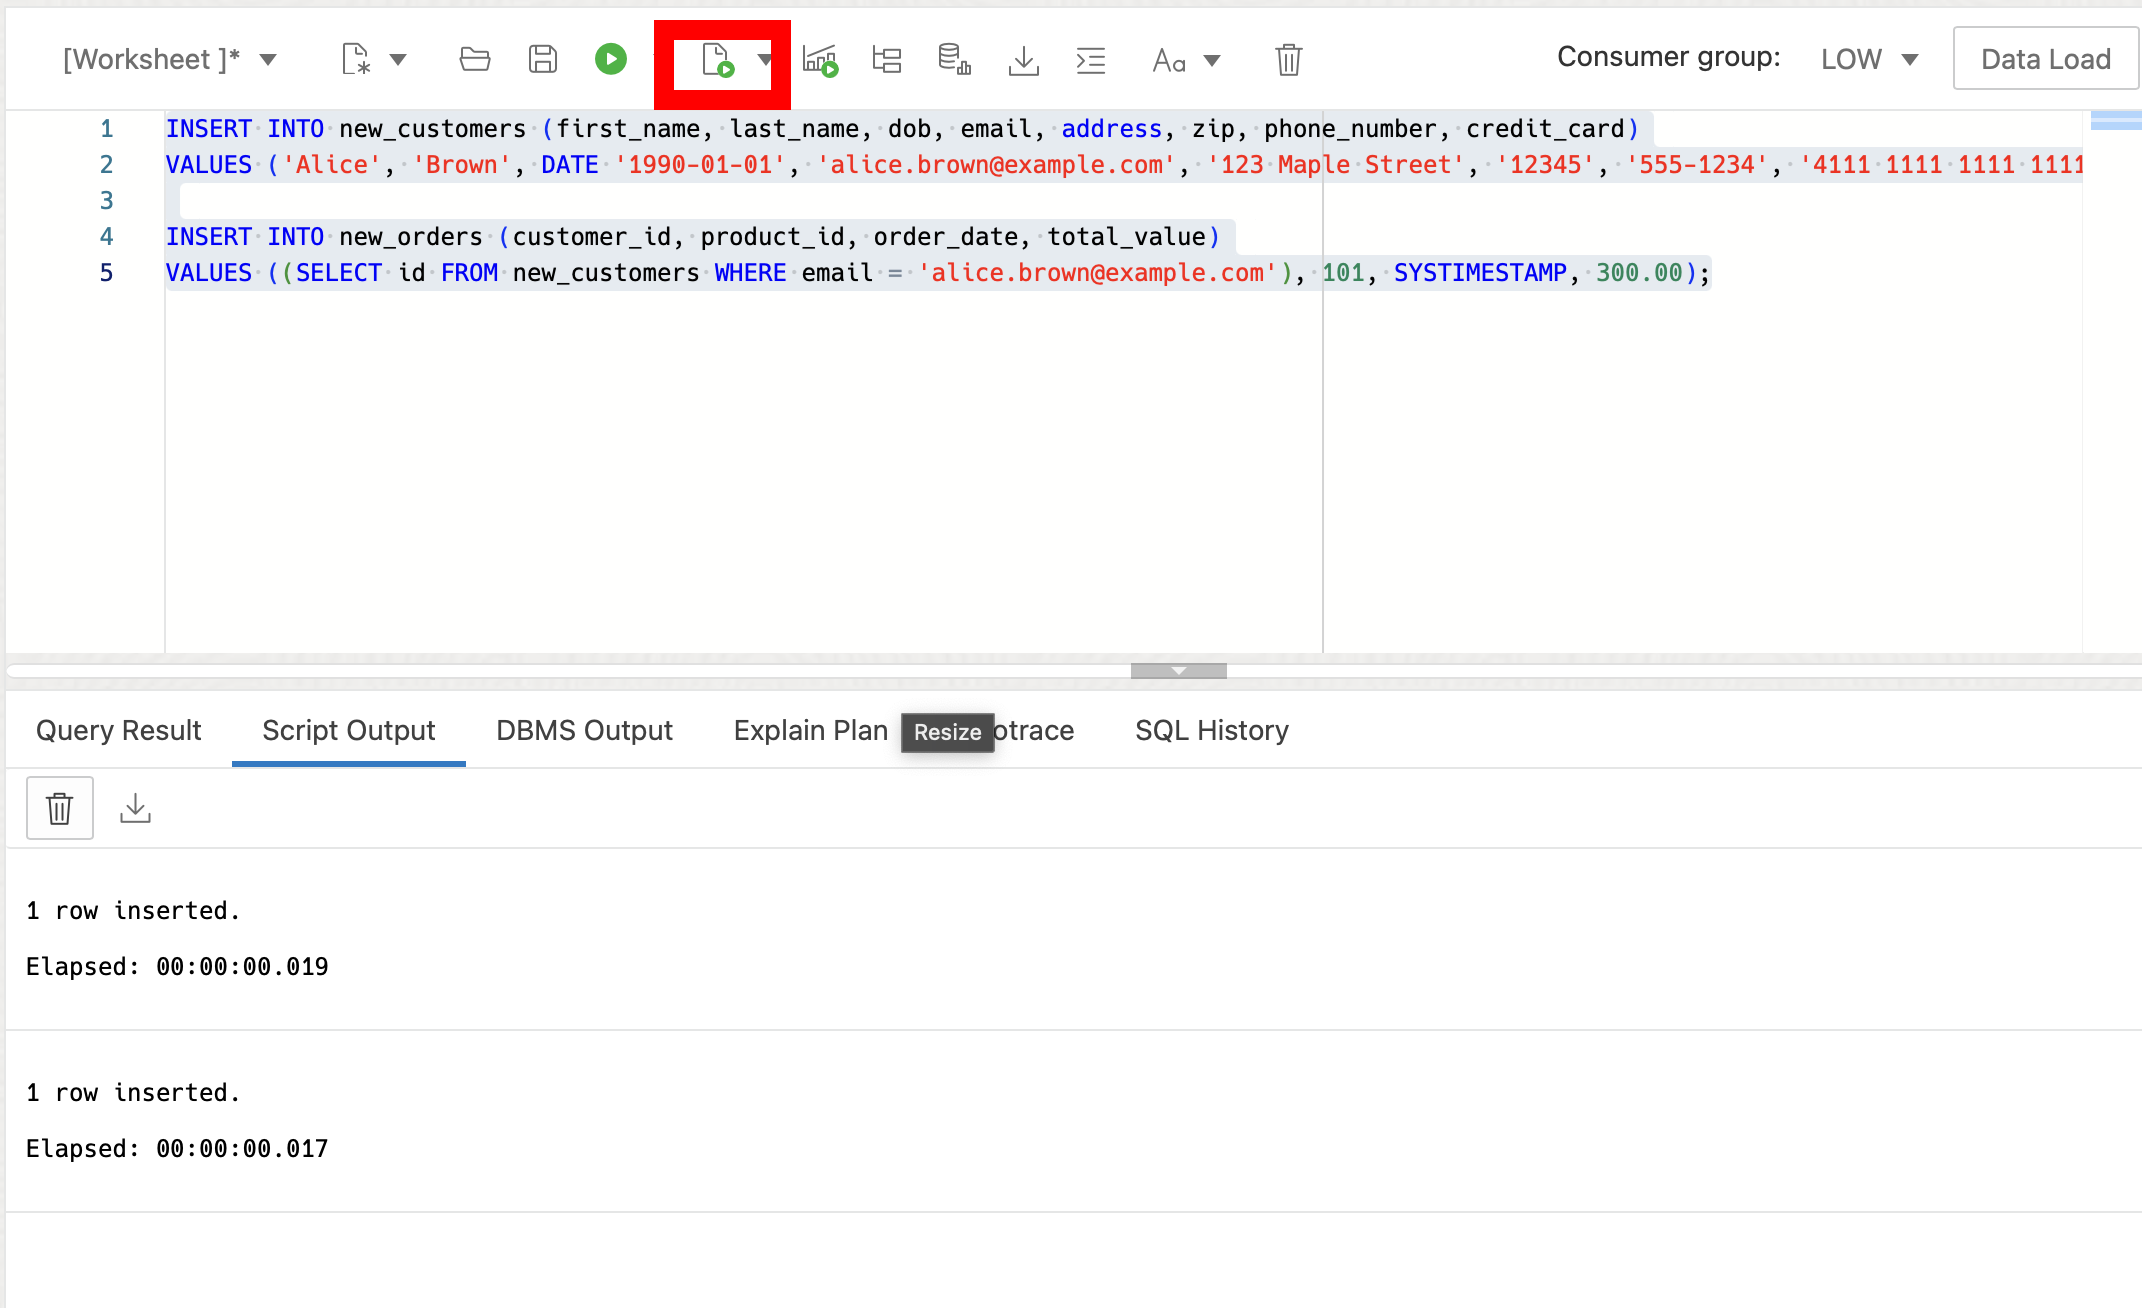 [Worksheet ]*
Aa
Consumer group: LOW
Data Load
1 INSERT INTO new_customers (first_name, last_name, dob, email, address, zip, phone_number, credit_card)
2 VALUES ('Alice', 'Brown', DATE '1990-01-01', 'alice.brown@example.com', '123 Maple Street', '12345', '555-1234', '4111 1111 1111 1111
3
4 INSERT INTO new_orders (customer_id, product_id, order_date, total_value)
5 VALUES ((SELECT id FROM new_customers WHERE email = 'alice.brown@example.com'), 101, SYSTIMESTAMP, 300.00);
Query Result Script Output DBMS Output Explain Plan Resize otrace SQL History
1 row inserted.
Elapsed: 00:00:00.019
1 row inserted.
Elapsed: 00:00:00.017